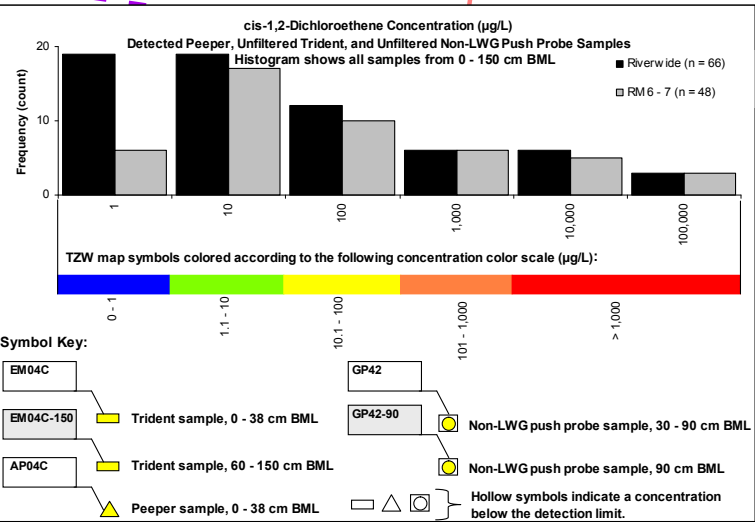 cis-1,2-Dichloroethene Concentration (µg/L)
Detected Peeper, Unfiltered Trident, and Unfiltered Non-LWG Push Probe Samples
Histogram shows all samples from 0 - 150 cm BML
Riverwide (n = 66)
RM 6 - 7 (n = 48)
Frequency (count)
20
10
0
1
10
100
1,000
10,000
100,000
TZW map symbols colored according to the following concentration color scale (µg/L):
0 - 1
1.1 - 10
10.1 - 100
101 - 1,000
> 1,000
Symbol Key:
EM04C
Trident sample, 0 - 38 cm BML
EM04C-150
Trident sample, 60 - 150 cm BML
AP04C
Peeper sample, 0 - 38 cm BML
GP42
Non-LWG push probe sample, 30 - 90 cm BML
GP42-90
Non-LWG push probe sample, 90 cm BML
Hollow symbols indicate a concentration
below the detection limit.